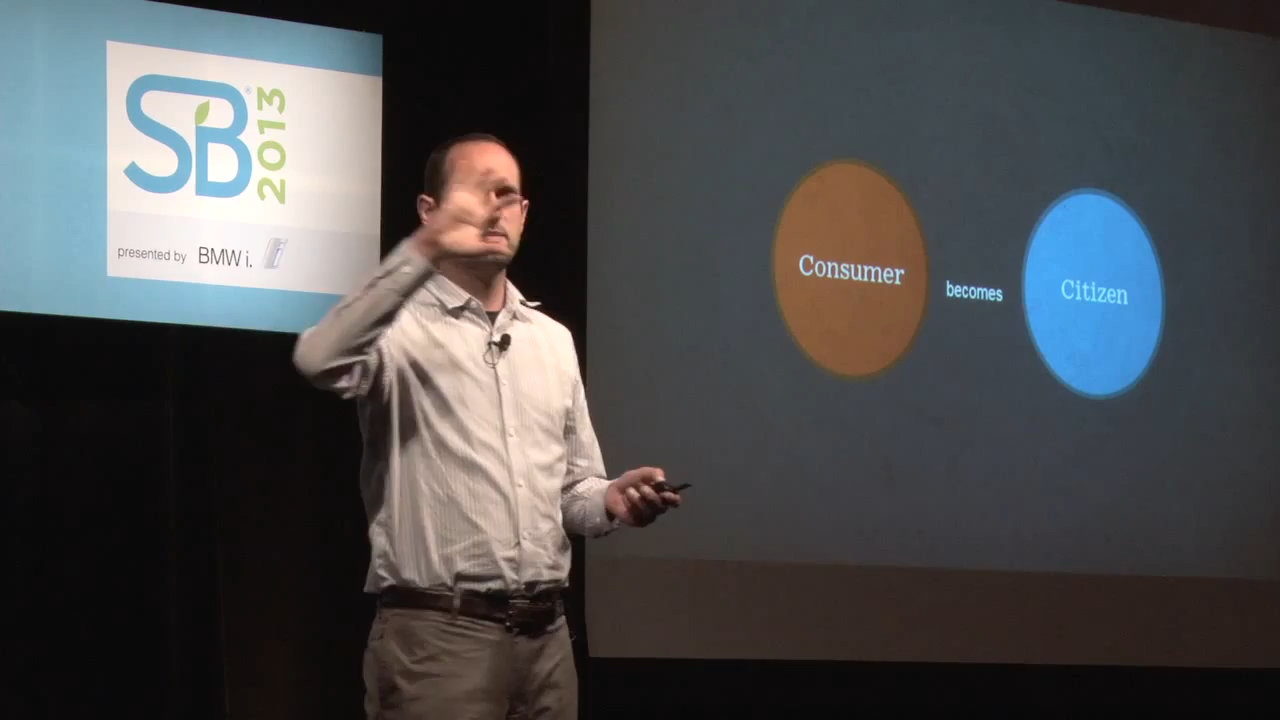 SB®
2013
presented by BMW i.
Consumer
becomes
Citizen